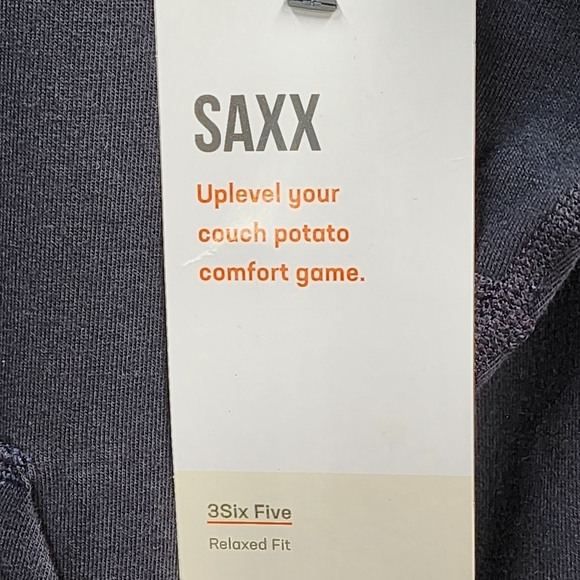 SAXX
Uplevel your
couch potato
comfort game.
3Six Five
Relaxed Fit